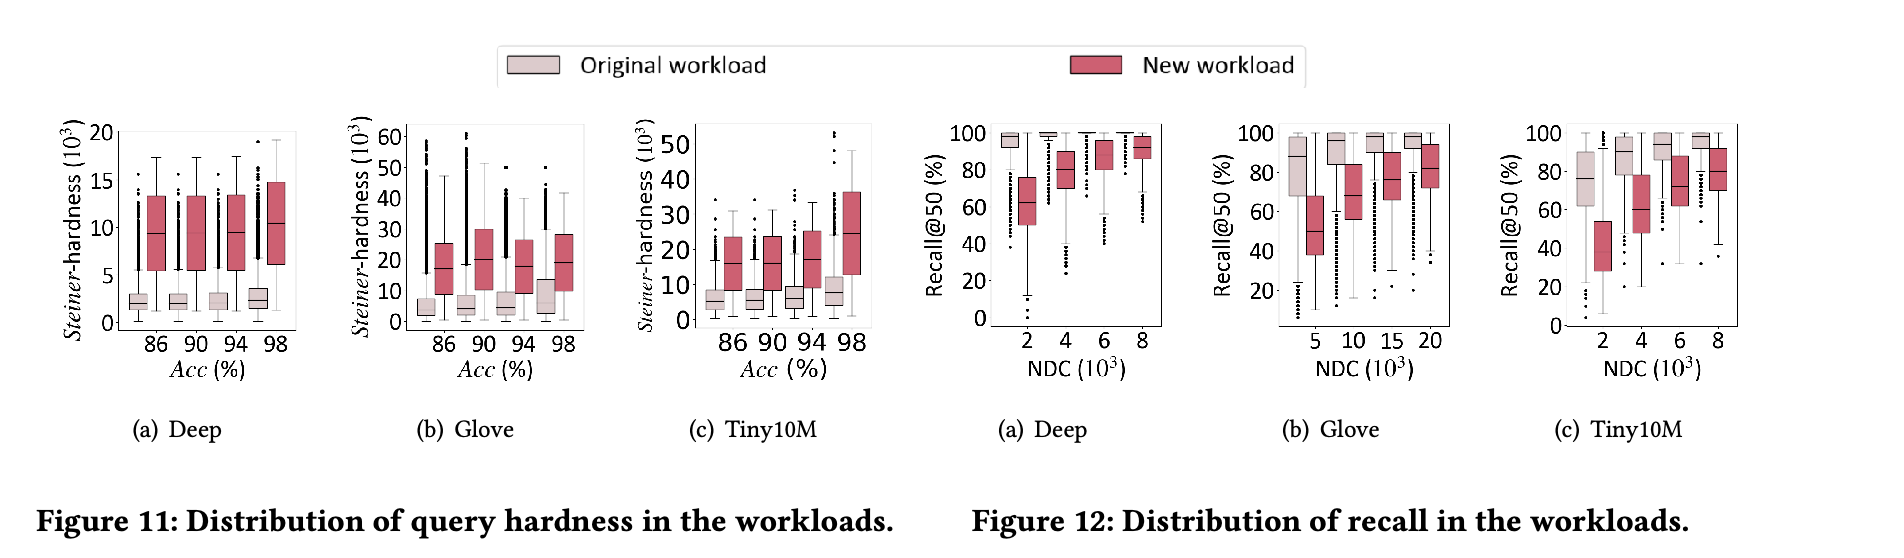 Original workload
New workload
Steiner-hardness (10³)
20
15
10
5
0
86 90 94 98
Acc (%)
(a) Deep
Steiner-hardness (10³)
60
50
40
30
20
10
0
86 90 94 98
Acc (%)
(b) Glove
Steiner-hardness (10³)
50
40
30
20
10
0
86 90 94 98
Acc (%)
(c) Tiny10M
Recall@50 (%)
100
80
60
40
20
0
2 4 6 8
NDC (10³)
(a) Deep
Recall@50 (%)
100
80
60
40
20
5 10 15 20
NDC (10³)
(b) Glove
Recall@50 (%)
100
80
60
40
20
0
2 4 6 8
NDC (10³)
(c) Tiny10M
Figure 11: Distribution of query hardness in the workloads.
Figure 12: Distribution of recall in the workloads.